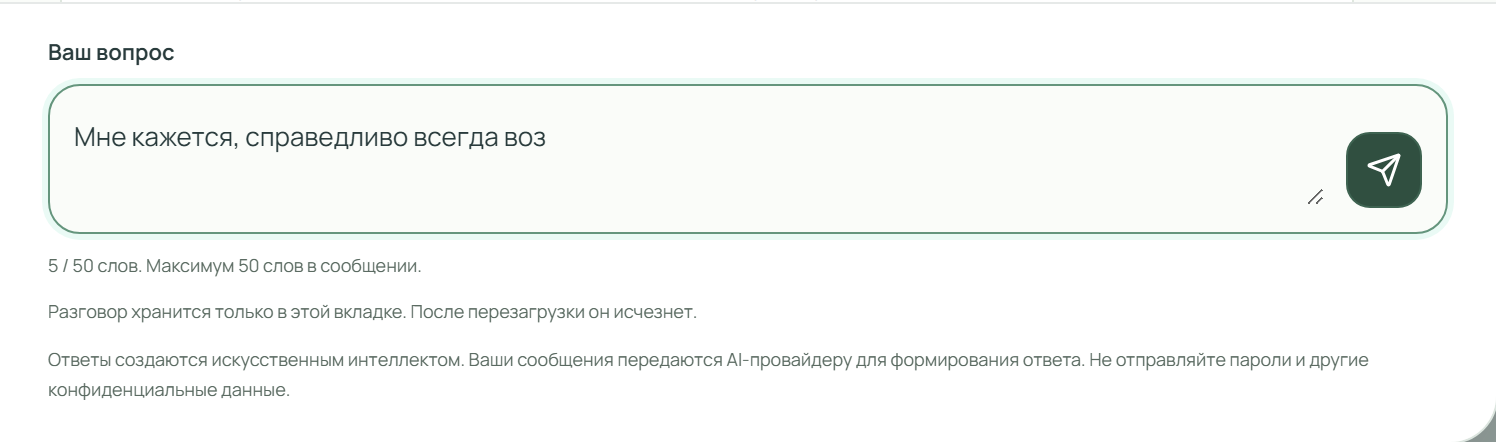 Ваш вопрос
Мне кажется, справедливо всегда воз
5 / 50 слов. Максимум 50 слов в сообщении.
Разговор хранится только в этой вкладке. После перезагрузки он исчезнет.
Ответы создаются искусственным интеллектом. Ваши сообщения передаются AI-провайдеру для формирования ответа. Не отправляйте пароли и другие
конфиденциальные данные.